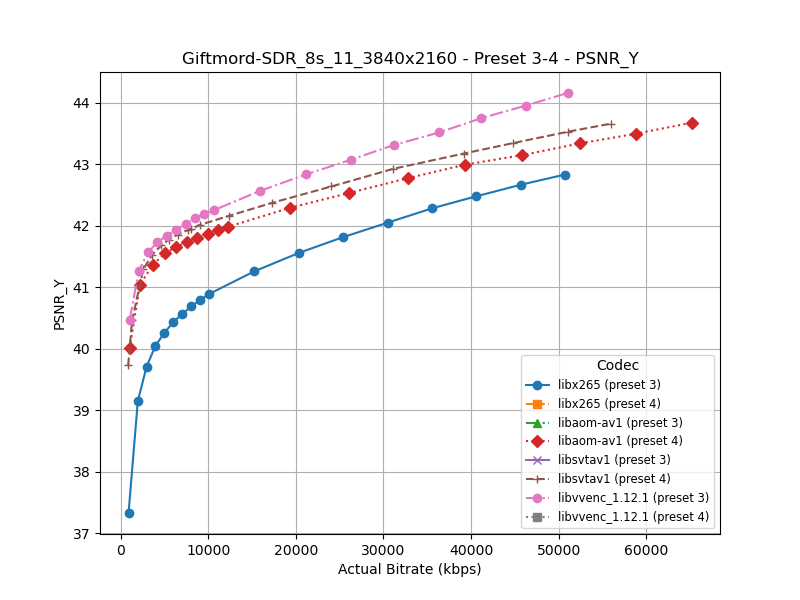 Giftmord-SDR_8s_11_3840x2160 - Preset 3-4 - PSNR_Y
44
43
42
41
40
39
38
37
PSNR_Y
0
10000
20000
30000
40000
50000
60000
Actual Bitrate (kbps)
Codec
libx265 (preset 3)
libx265 (preset 4)
libaom-av1 (preset 3)
libaom-av1 (preset 4)
libsvtav1 (preset 3)
libsvtav1 (preset 4)
libvvenc_1.12.1 (preset 3)
libvvenc_1.12.1 (preset 4)